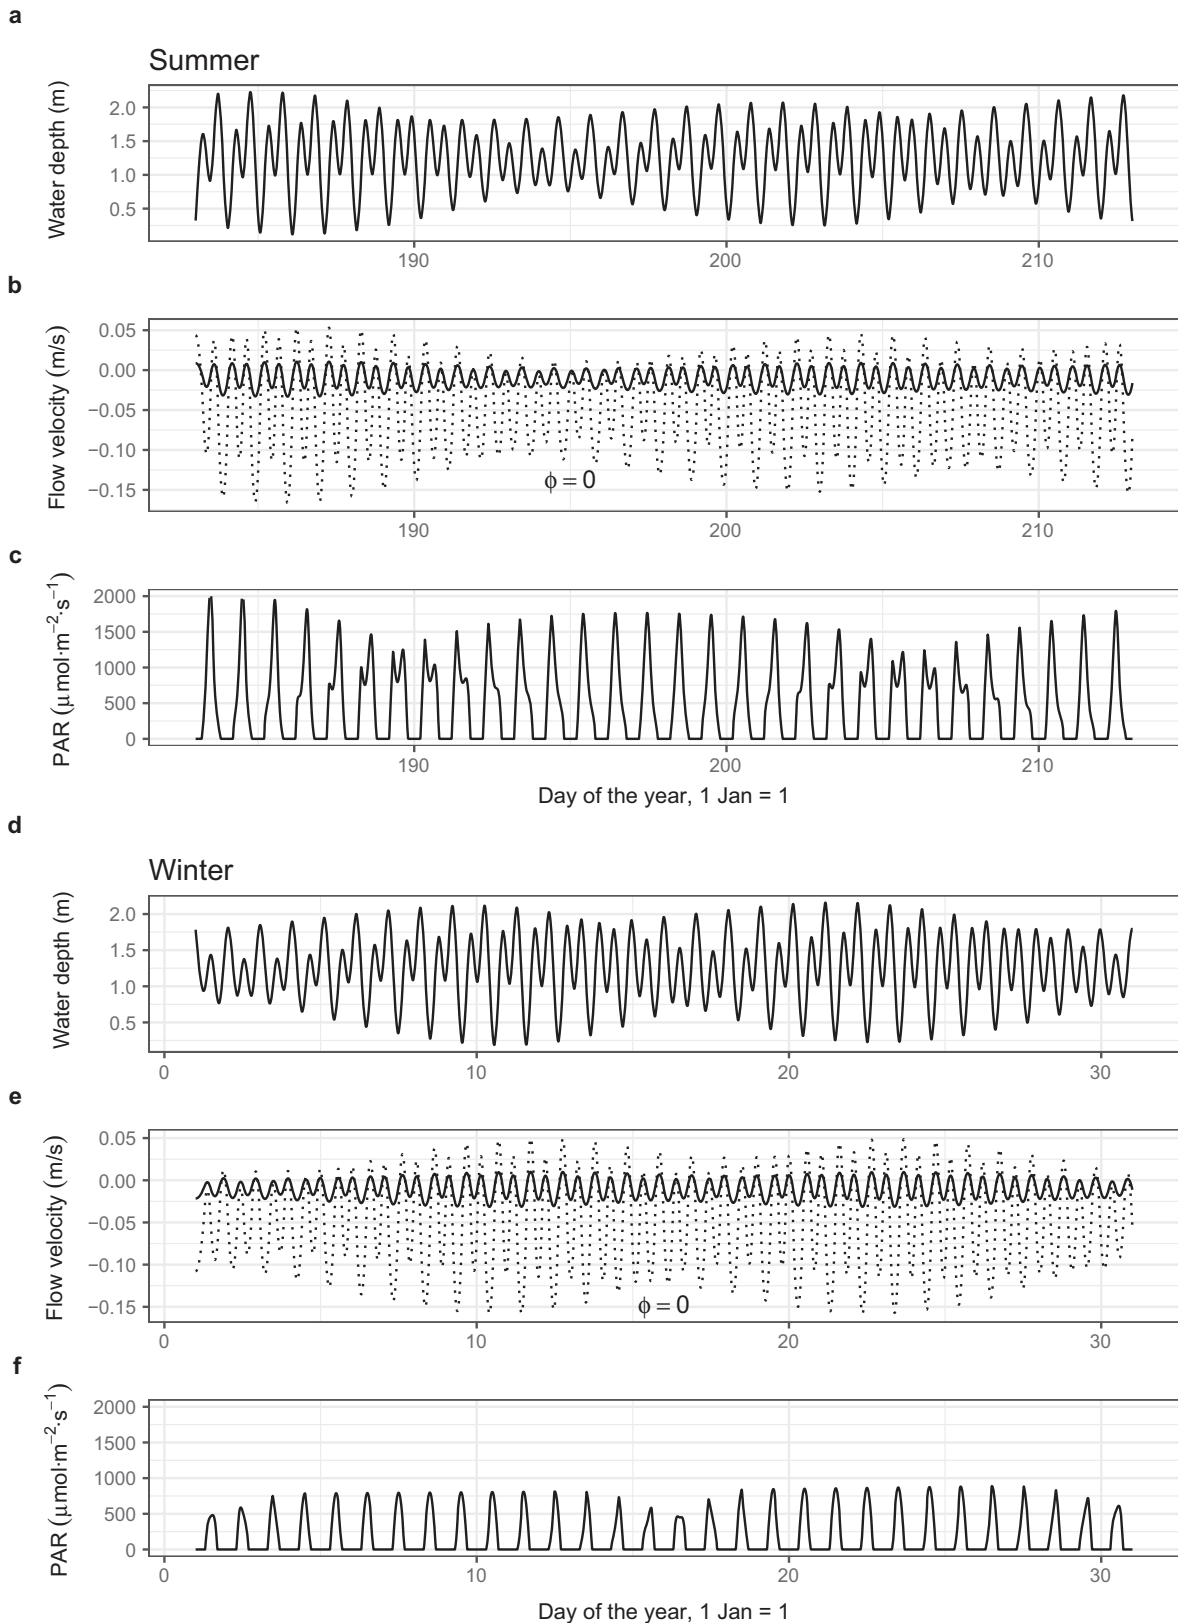 a
Summer
Water depth (m)
2.0
1.5
1.0
0.5
190
200
210
b
Flow velocity (m/s)
0.05
0.00
−0.05
−0.10
−0.15
ϕ = 0
190
200
210
c
PAR (μmol·m⁻²·s⁻¹)
2000
1500
1000
500
0
190
200
210
Day of the year, 1 Jan = 1
d
Winter
Water depth (m)
2.0
1.5
1.0
0.5
0
10
20
30
e
Flow velocity (m/s)
0.05
0.00
−0.05
−0.10
−0.15
ϕ = 0
0
10
20
30
f
PAR (μmol·m⁻²·s⁻¹)
2000
1500
1000
500
0
0
10
20
30
Day of the year, 1 Jan = 1